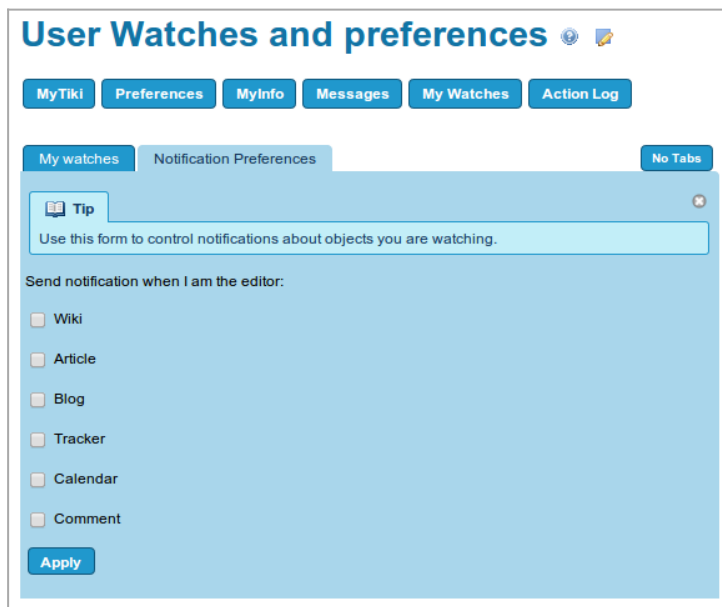 User Watches and preferences
MyTiki Preferences MyInfo Messages My Watches Action Log
My watches Notification Preferences No Tabs
Tip
Use this form to control notifications about objects you are watching.
Send notification when I am the editor:
Wiki
Article
Blog
Tracker
Calendar
Comment
Apply